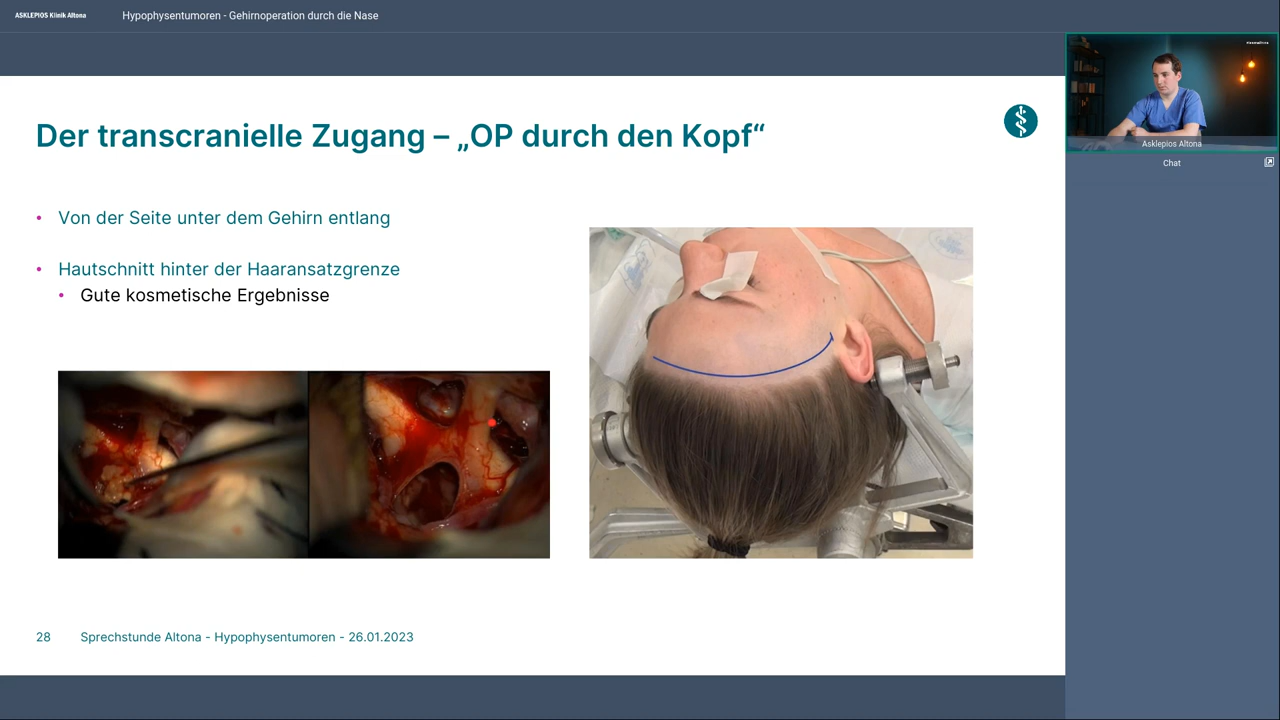 ASKLEPIOS Klinik Altona
Hypophysentumoren - Gehirnoperation durch die Nase
Der transcranielle Zugang – „OP durch den Kopf“
• Von der Seite unter dem Gehirn entlang
• Hautschnitt hinter der Haaransatzgrenze
• Gute kosmetische Ergebnisse
28 Sprechstunde Altona - Hypophysentumoren - 26.01.2023
Asklepios Altona
Chat